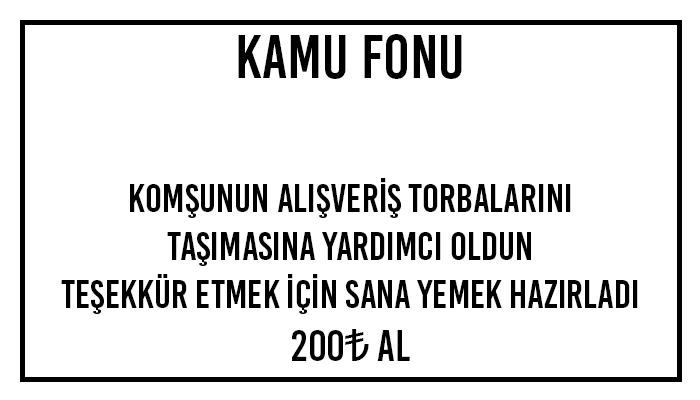 KAMU FONU
KOMŞUNUN ALIŞVERİŞ TORBALARINI
TAŞIMASINA YARDIMCI OLDUN
TEŞEKKÜR ETMEK İÇİN SANA YEMEK HAZIRLADI
200₺ AL